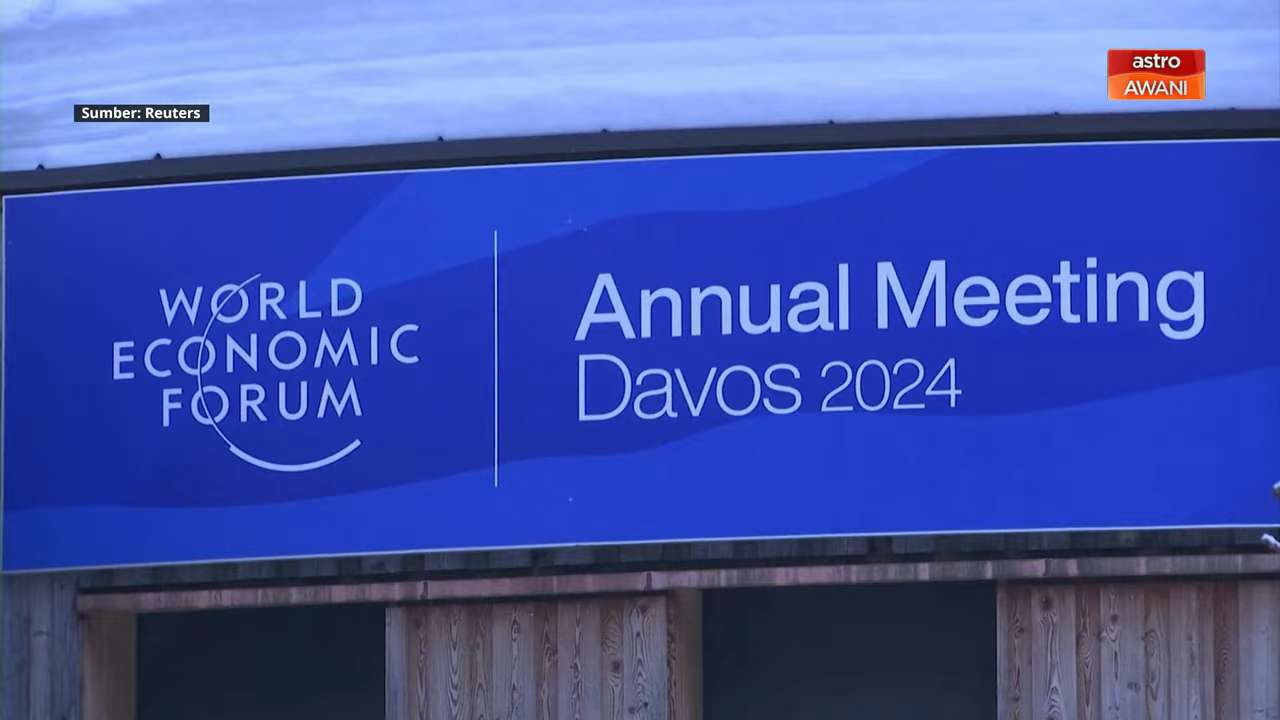 astro
AWANI
Sumber: Reuters
WORLD
ECONOMIC
FORUM
Annual Meeting
Davos 2024